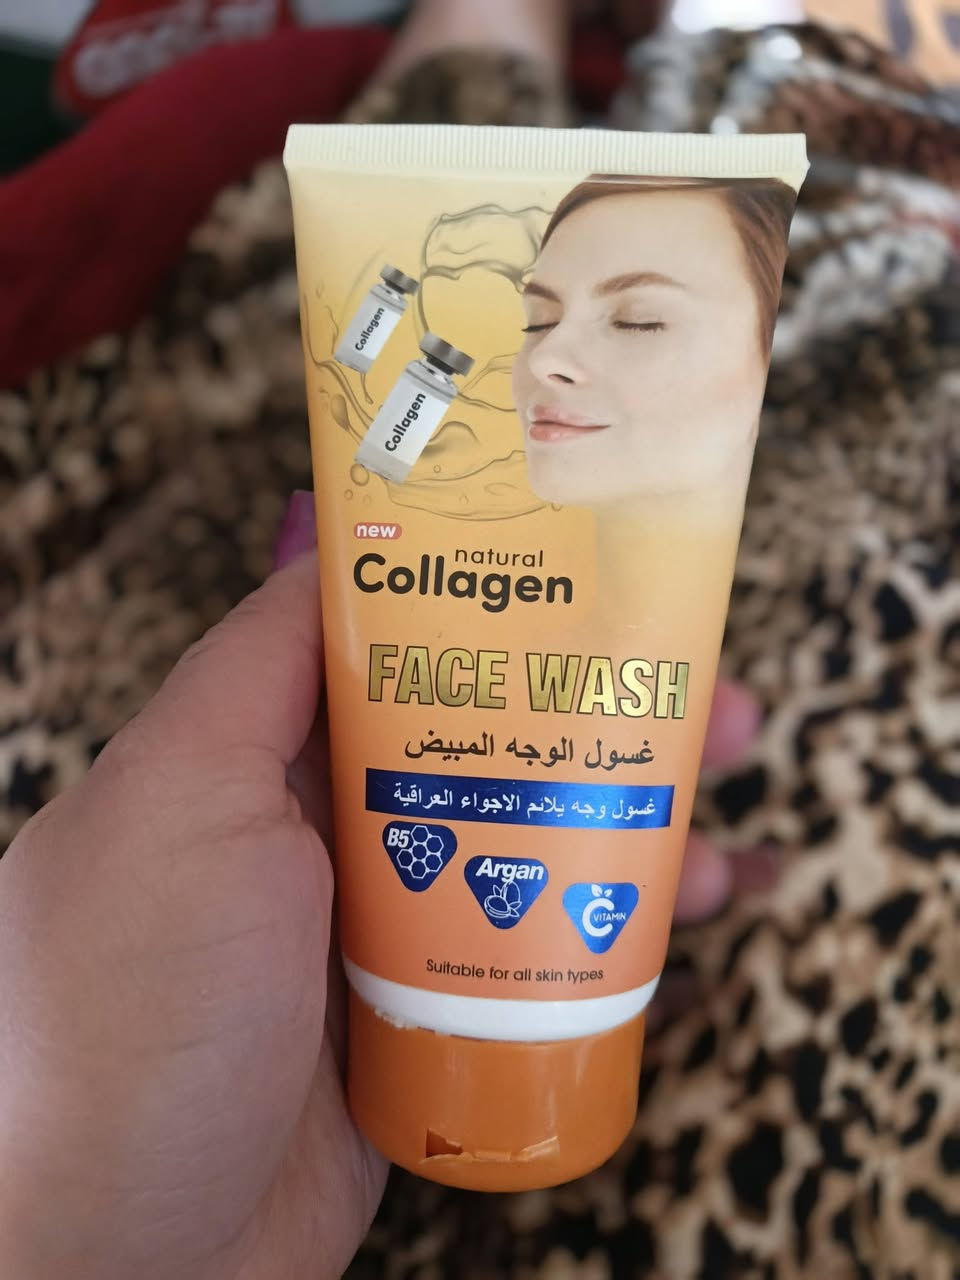 Collagen
Collagen
new
natural
Collagen
FACE WASH
غسول الوجه المبيض
غسول وجه يلائم الاجواء العراقية
B5
Argan
C
VITAMIN
Suitable for all skin types